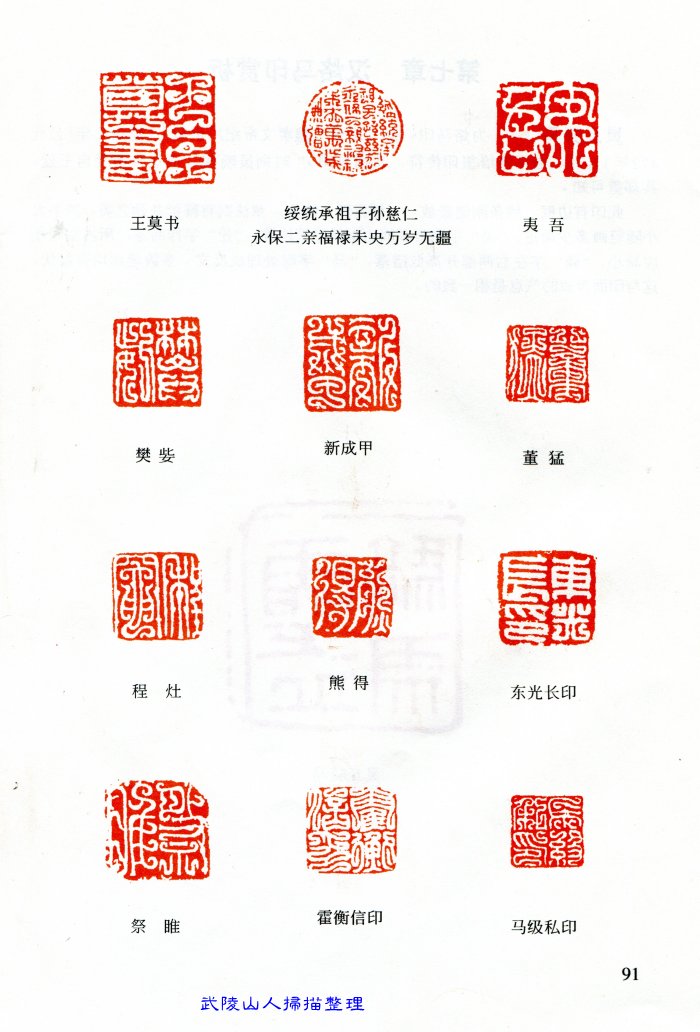 王莫书
绥统承祖子孙慈仁
永保二亲福禄未央万岁无疆
夷吾
樊毕
新成甲
董猛
程灶
熊得
东光长印
祭睢
霍衡信印
马级私印
91
武陵山人掃描整理